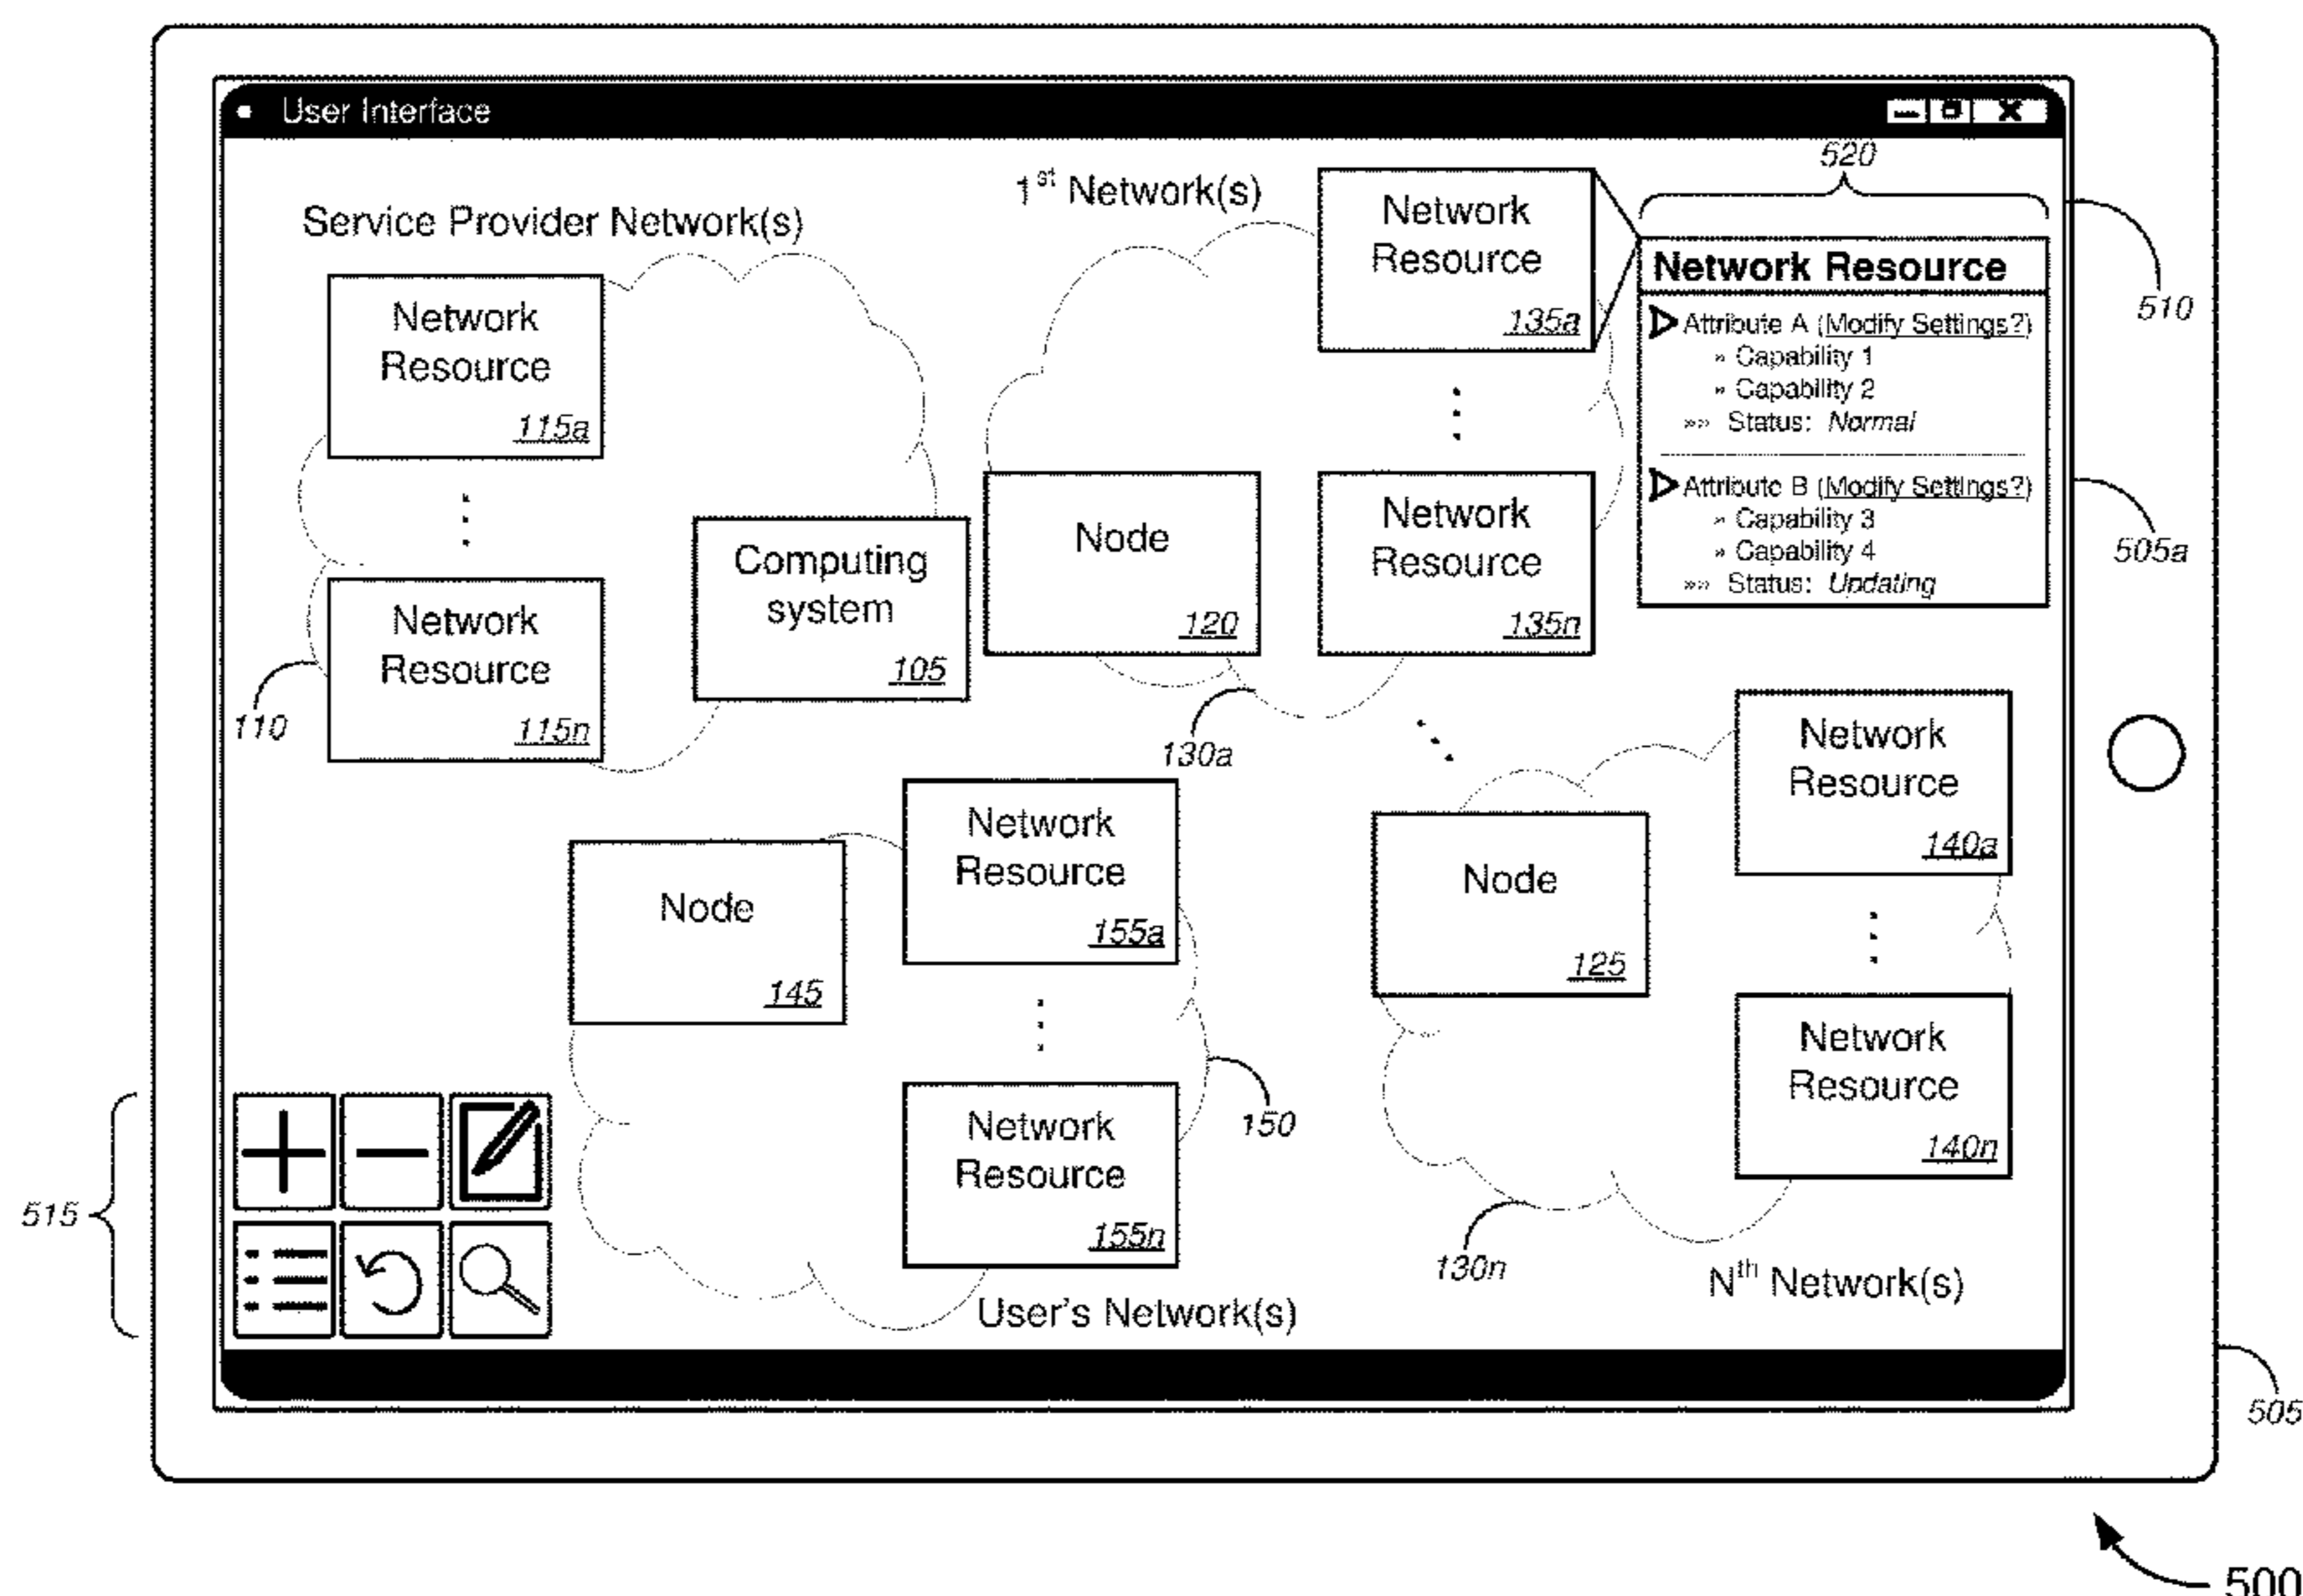 User Interface
520
Service Provider Network(s)
1st Network(s)
Network
Resource
115a
Network
Resource
115n
110
Computing
system
105
Node
120
130a
Network
Resource
135a
Network
Resource
135n
Network Resource
Attribute A (Modify Settings?)
» Capability 1
» Capability 2
»» Status: Normal
Attribute B (Modify Settings?)
» Capability 3
» Capability 4
»» Status: Updating
510
505a
Node
145
Network
Resource
155a
Network
Resource
155n
150
User's Network(s)
Node
125
Network
Resource
140a
Network
Resource
140n
130n
Nth Network(s)
515
505
500